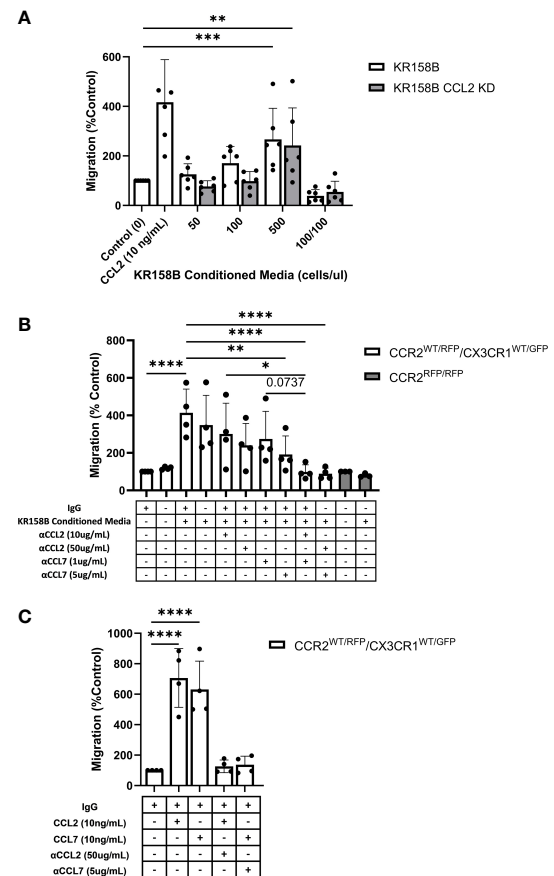 A
**
***
600
400
200
0
Migration (%Control)
KR158B
KR158B CCL2 KD
Control (0)
CCL2 (10 ng/mL)
50
100
500
100/100
KR158B Conditioned Media (cells/ul)
B
****
****
**
**** *
0.0737
800
600
400
200
0
Migration (% Control)
CCR2WT/RFP/CX3CR1WT/GFP
CCR2RFP/RFP
IgG + - + - + + + + + - - -
KR158B Conditioned Media - - + + + + + + + + - +
αCCL2 (10ug/mL) - - - - + - - - + - - -
αCCL2 (50ug/mL) - - - - - + - - - + - -
αCCL7 (1ug/mL) - - - - - - + - + - - -
αCCL7 (5ug/mL) - - - - - - - + - + - -
C
****
****
1000
800
600
400
200
0
Migration (%Control)
CCR2WT/RFP/CX3CR1WT/GFP
IgG + + + + +
CCL2 (10ng/mL) - + - + -
CCL7 (10ng/mL) - - + - +
αCCL2 (50ug/mL) - - - + -
αCCL7 (5ug/mL) - - - - +